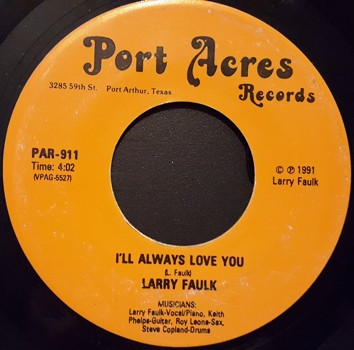 Port Acres
3285 59th St. Port Arthur, Texas
Records
PAR-911
Time: 4:02
(VPAG-5527)
© ℗ 1991
Larry Faulk
I'LL ALWAYS LOVE YOU
(L. Faulk)
LARRY FAULK
MUSICIANS:
Larry Faulk-Vocal/Piano, Keith
Phelps-Guitar, Roy Leone-Sax,
Steve Copland-Drums